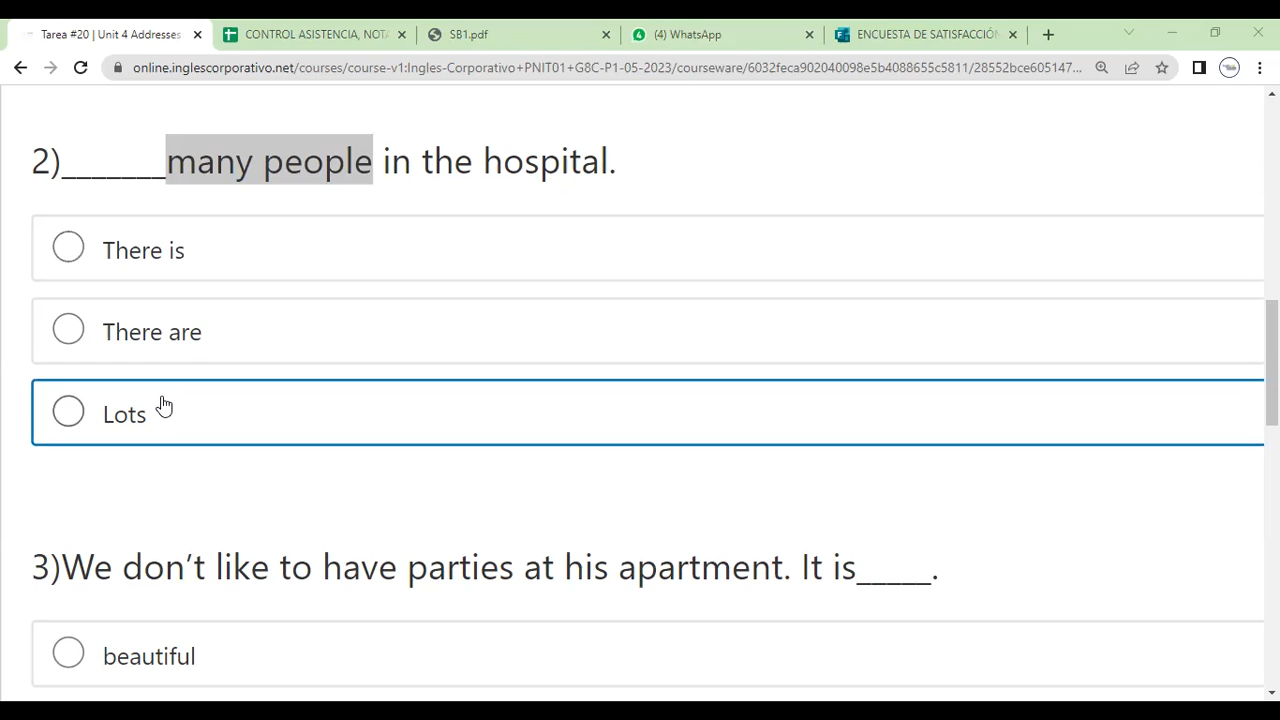 Tarea #20 | Unit 4 Addresses
CONTROL ASISTENCIA, NOTA
SB1.pdf
(4) WhatsApp
ENCUESTA DE SATISFACCIÓN
online.inglescorporativo.net/courses/course-v1:Ingles-Corporativo+PNIT01+G8C-P1-05-2023/courseware/6032feca902040098e5b4088655c5811/28552bce605147...
2)_______many people in the hospital.
There is
There are
Lots
3)We don’t like to have parties at his apartment. It is_____.
beautiful